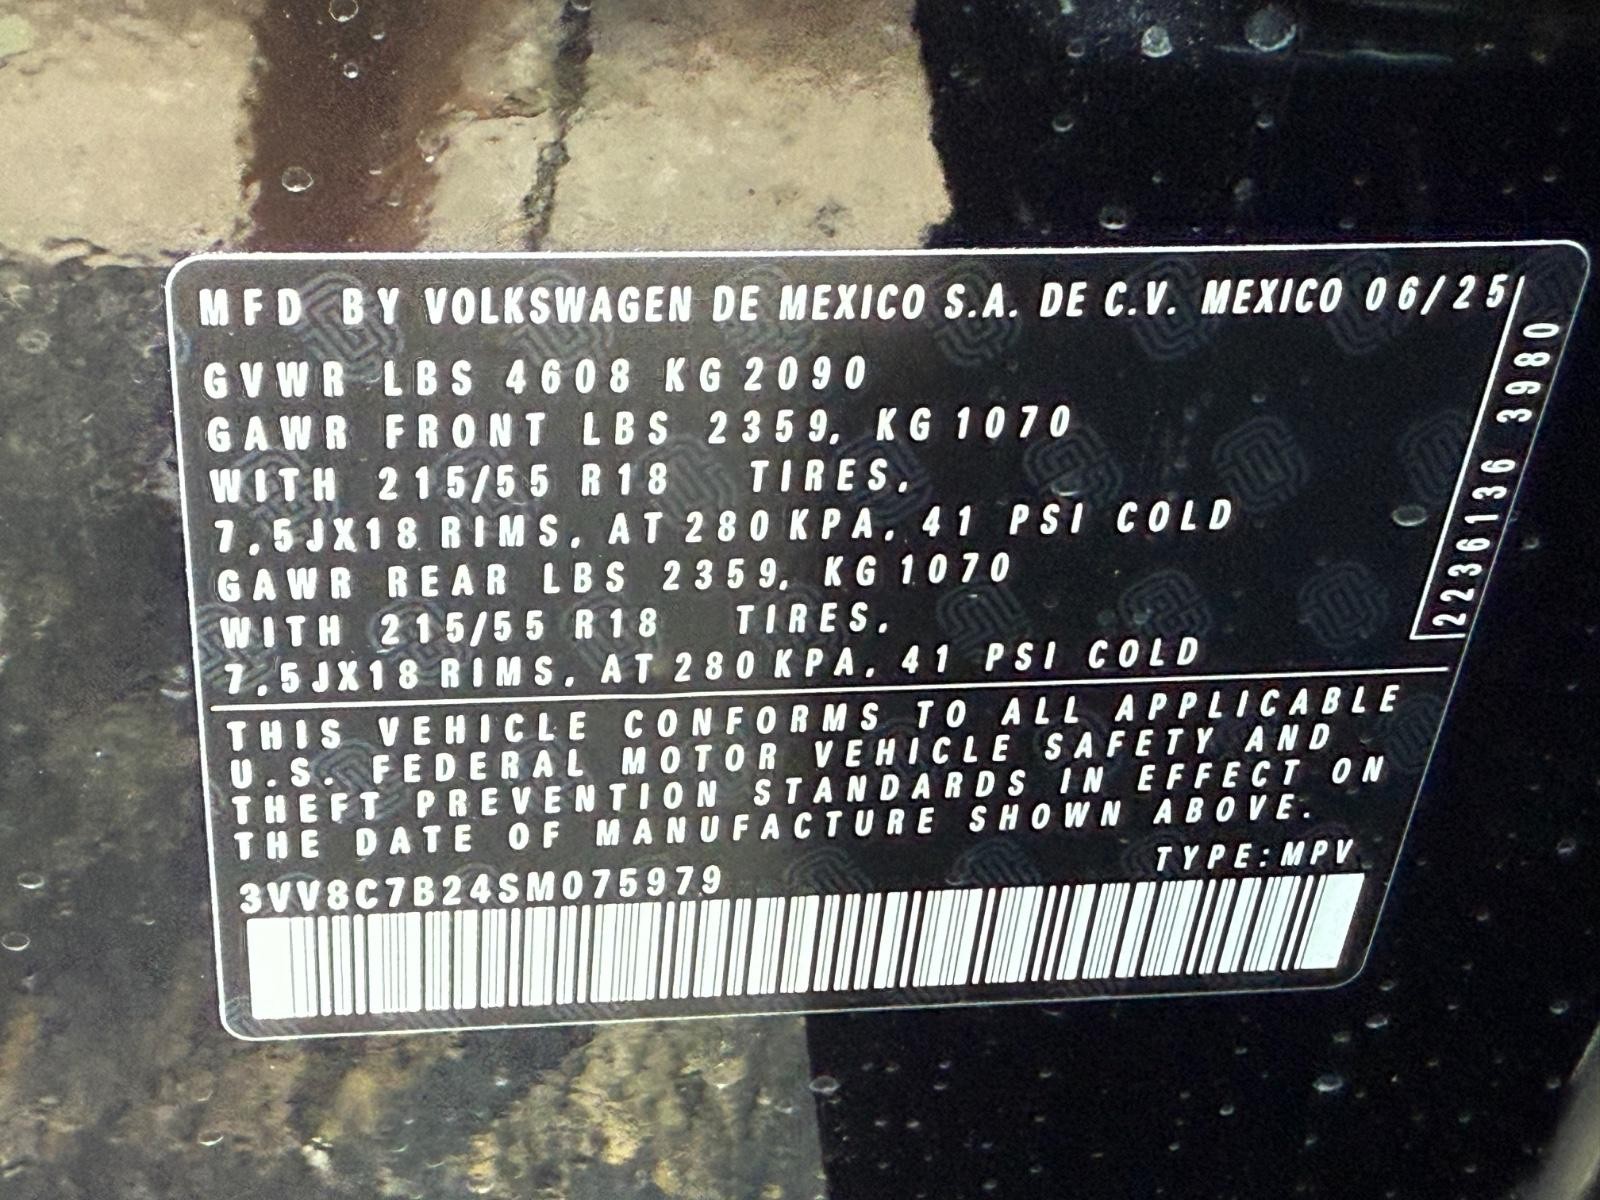 MFD BY VOLKSWAGEN DE MEXICO S.A. DE C.V. MEXICO 06/25
GVWR LBS 4608 KG 2090
GAWR FRONT LBS 2359, KG 1070
WITH 215/55 R18 TIRES,
7,5JX18 RIMS, AT 280 KPA, 41 PSI COLD
GAWR REAR LBS 2359, KG 1070
WITH 215/55 R18 TIRES,
7,5JX18 RIMS, AT 280 KPA, 41 PSI COLD
2236136 3980
THIS VEHICLE CONFORMS TO ALL APPLICABLE
U.S. FEDERAL MOTOR VEHICLE SAFETY AND
THEFT PREVENTION STANDARDS IN EFFECT ON
THE DATE OF MANUFACTURE SHOWN ABOVE.
TYPE: MPV
3VV8C7B24SM075979